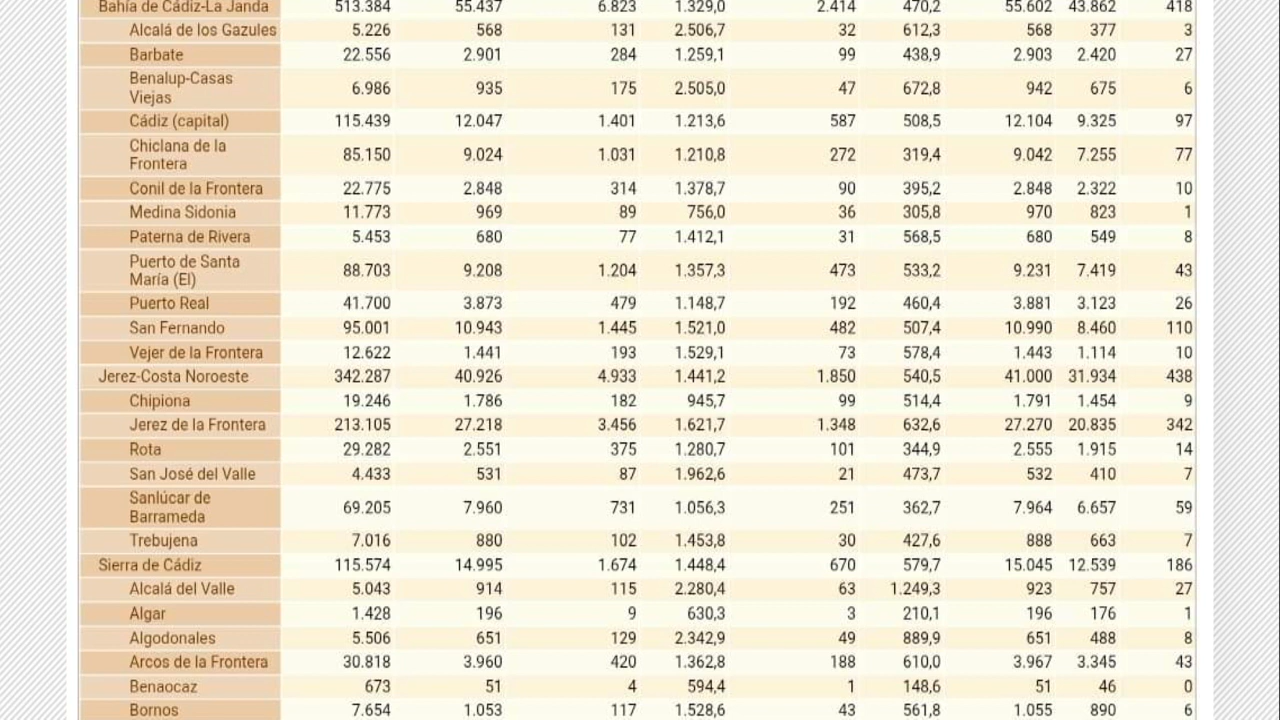 Bahía de Cádiz-La Janda 513.384 55.437 6.823 1.329,0 2.414 470,2 55.602 43.862 418
Alcalá de los Gazules 5.226 568 131 2.506,7 32 612,3 568 377 3
Barbate 22.556 2.901 284 1.259,1 99 438,9 2.903 2.420 27
Benalup-Casas
Viejas 6.986 935 175 2.505,0 47 672,8 942 675 6
Cádiz (capital) 115.439 12.047 1.401 1.213,6 587 508,5 12.104 9.325 97
Chiclana de la
Frontera 85.150 9.024 1.031 1.210,8 272 319,4 9.042 7.255 77
Conil de la Frontera 22.775 2.848 314 1.378,7 90 395,2 2.848 2.322 10
Medina Sidonia 11.773 969 89 756,0 36 305,8 970 823 1
Paterna de Rivera 5.453 680 77 1.412,1 31 568,5 680 549 8
Puerto de Santa
María (El) 88.703 9.208 1.204 1.357,3 473 533,2 9.231 7.419 43
Puerto Real 41.700 3.873 479 1.148,7 192 460,4 3.881 3.123 26
San Fernando 95.001 10.943 1.445 1.521,0 482 507,4 10.990 8.460 110
Vejer de la Frontera 12.622 1.441 193 1.529,1 73 578,4 1.443 1.114 10
Jerez-Costa Noroeste 342.287 40.926 4.933 1.441,2 1.850 540,5 41.000 31.934 438
Chipiona 19.246 1.786 182 945,7 99 514,4 1.791 1.454 9
Jerez de la Frontera 213.105 27.218 3.456 1.621,7 1.348 632,6 27.270 20.835 342
Rota 29.282 2.551 375 1.280,7 101 344,9 2.555 1.915 14
San José del Valle 4.433 531 87 1.962,6 21 473,7 532 410 7
Sanlúcar de
Barrameda 69.205 7.960 731 1.056,3 251 362,7 7.964 6.657 59
Trebujena 7.016 880 102 1.453,8 30 427,6 888 663 7
Sierra de Cádiz 115.574 14.995 1.674 1.448,4 670 579,7 15.045 12.539 186
Alcalá del Valle 5.043 914 115 2.280,4 63 1.249,3 923 757 27
Algar 1.428 196 9 630,3 3 210,1 196 176 1
Algodonales 5.506 651 129 2.342,9 49 889,9 651 488 8
Arcos de la Frontera 30.818 3.960 420 1.362,8 188 610,0 3.967 3.345 43
Benaocaz 673 51 4 594,4 1 148,6 51 46 0
Bornos 7.654 1.053 117 1.528,6 43 561,8 1.055 890 6